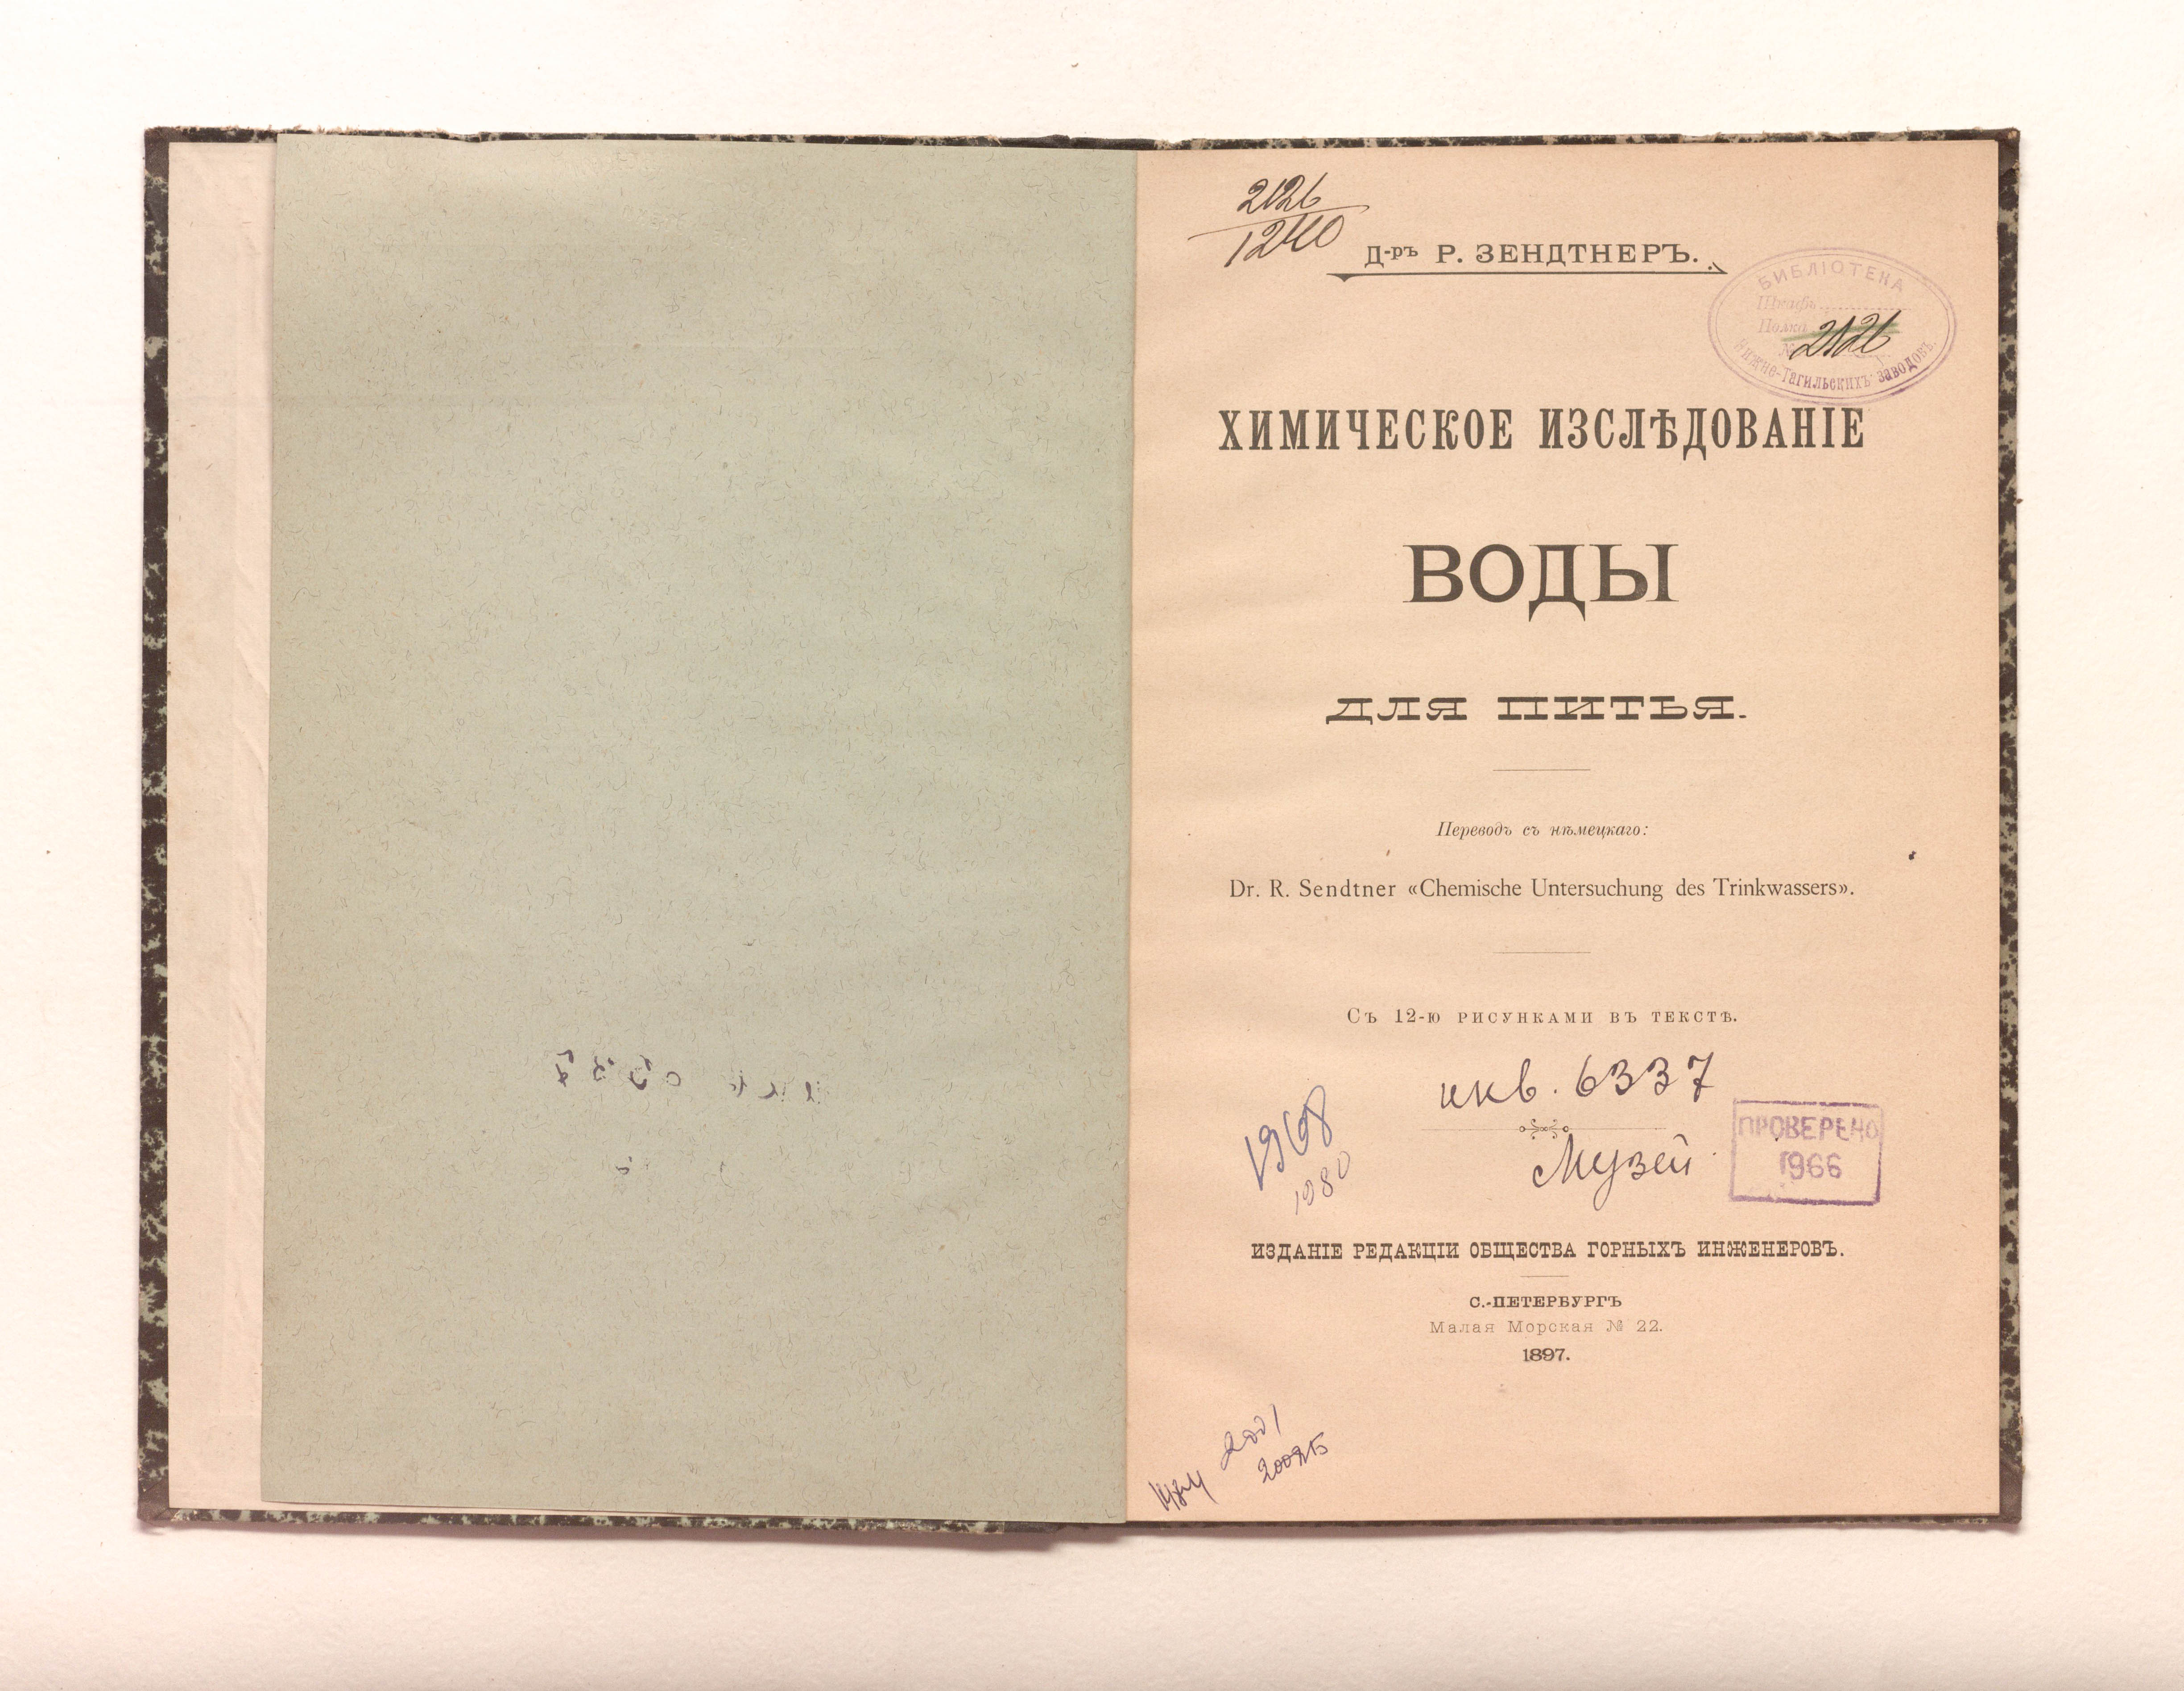 2126
1240
Д-ръ Р. ЗЕНДТНЕРЪ.
БИБЛІОТЕКА
Шкафъ
Полка
№ 2126
Нижне-Тагильскихъ заводовъ.
ХИМИЧЕСКОЕ ИЗСЛѢДОВАНІЕ
ВОДЫ
ДЛЯ ПИТЬЯ.
Переводъ съ нѣмецкаго:
Dr. R. Sendtner «Chemische Untersuchung des Trinkwassers».
Съ 12-ю рисунками въ текстѣ.
инв. 6337
1968
1980
Музей
ПРОВЕРЕНО
1966
ИЗДАНІЕ РЕДАКЦІИ ОБЩЕСТВА ГОРНЫХЪ ИНЖЕНЕРОВЪ.
С.-ПЕТЕРБУРГЪ
Малая Морская № 22.
1897.
2001